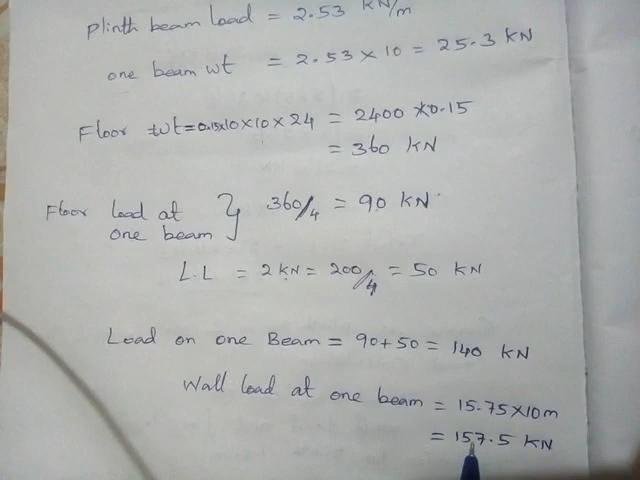 Plinth beam load = 2.53 KN/m
one beam wt = 2.53 × 10 = 25.3 KN
Floor wt = 0.15x10×10×24 = 2400 × 0.15
= 360 KN
Floor load at one beam } 360/4 = 90 KN
L.L = 2 KN = 200/4 = 50 KN
Load on one Beam = 90+50 = 140 KN
Wall load at one beam = 15.75×10m
= 157.5 KN